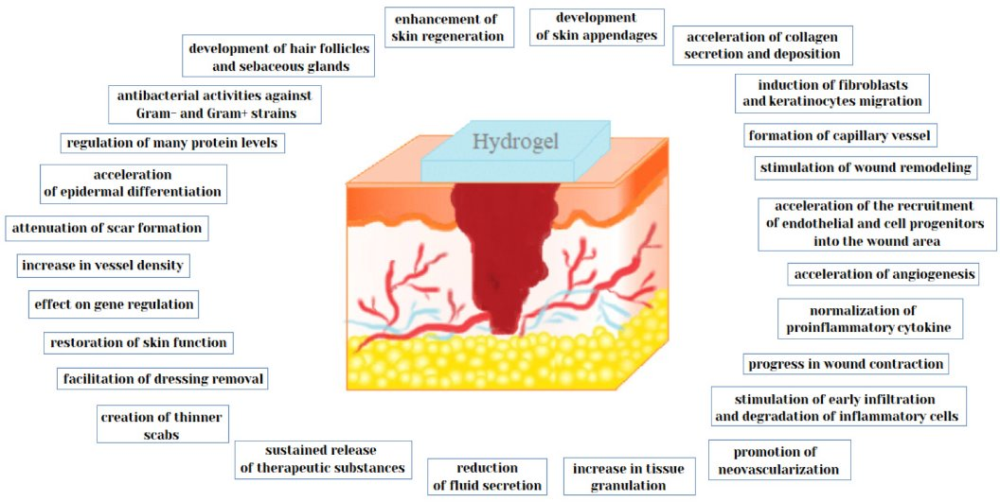 enhancement of
skin regeneration
development
of skin appendages
acceleration of collagen
secretion and deposition
development of hair follicles
and sebaceous glands
induction of fibroblasts
and keratinocytes migration
antibacterial activities against
Gram− and Gram+ strains
formation of capillary vessel
regulation of many protein levels
Hydrogel
stimulation of wound remodeling
acceleration
of epidermal differentiation
acceleration of the recruitment
of endothelial and cell progenitors
into the wound area
attenuation of scar formation
increase in vessel density
acceleration of angiogenesis
effect on gene regulation
normalization of
proinflammatory cytokine
restoration of skin function
progress in wound contraction
facilitation of dressing removal
stimulation of early infiltration
and degradation of inflammatory cells
creation of thinner
scabs
sustained release
of therapeutic substances
promotion of
neovascularization
reduction
of fluid secretion
increase in tissue
granulation